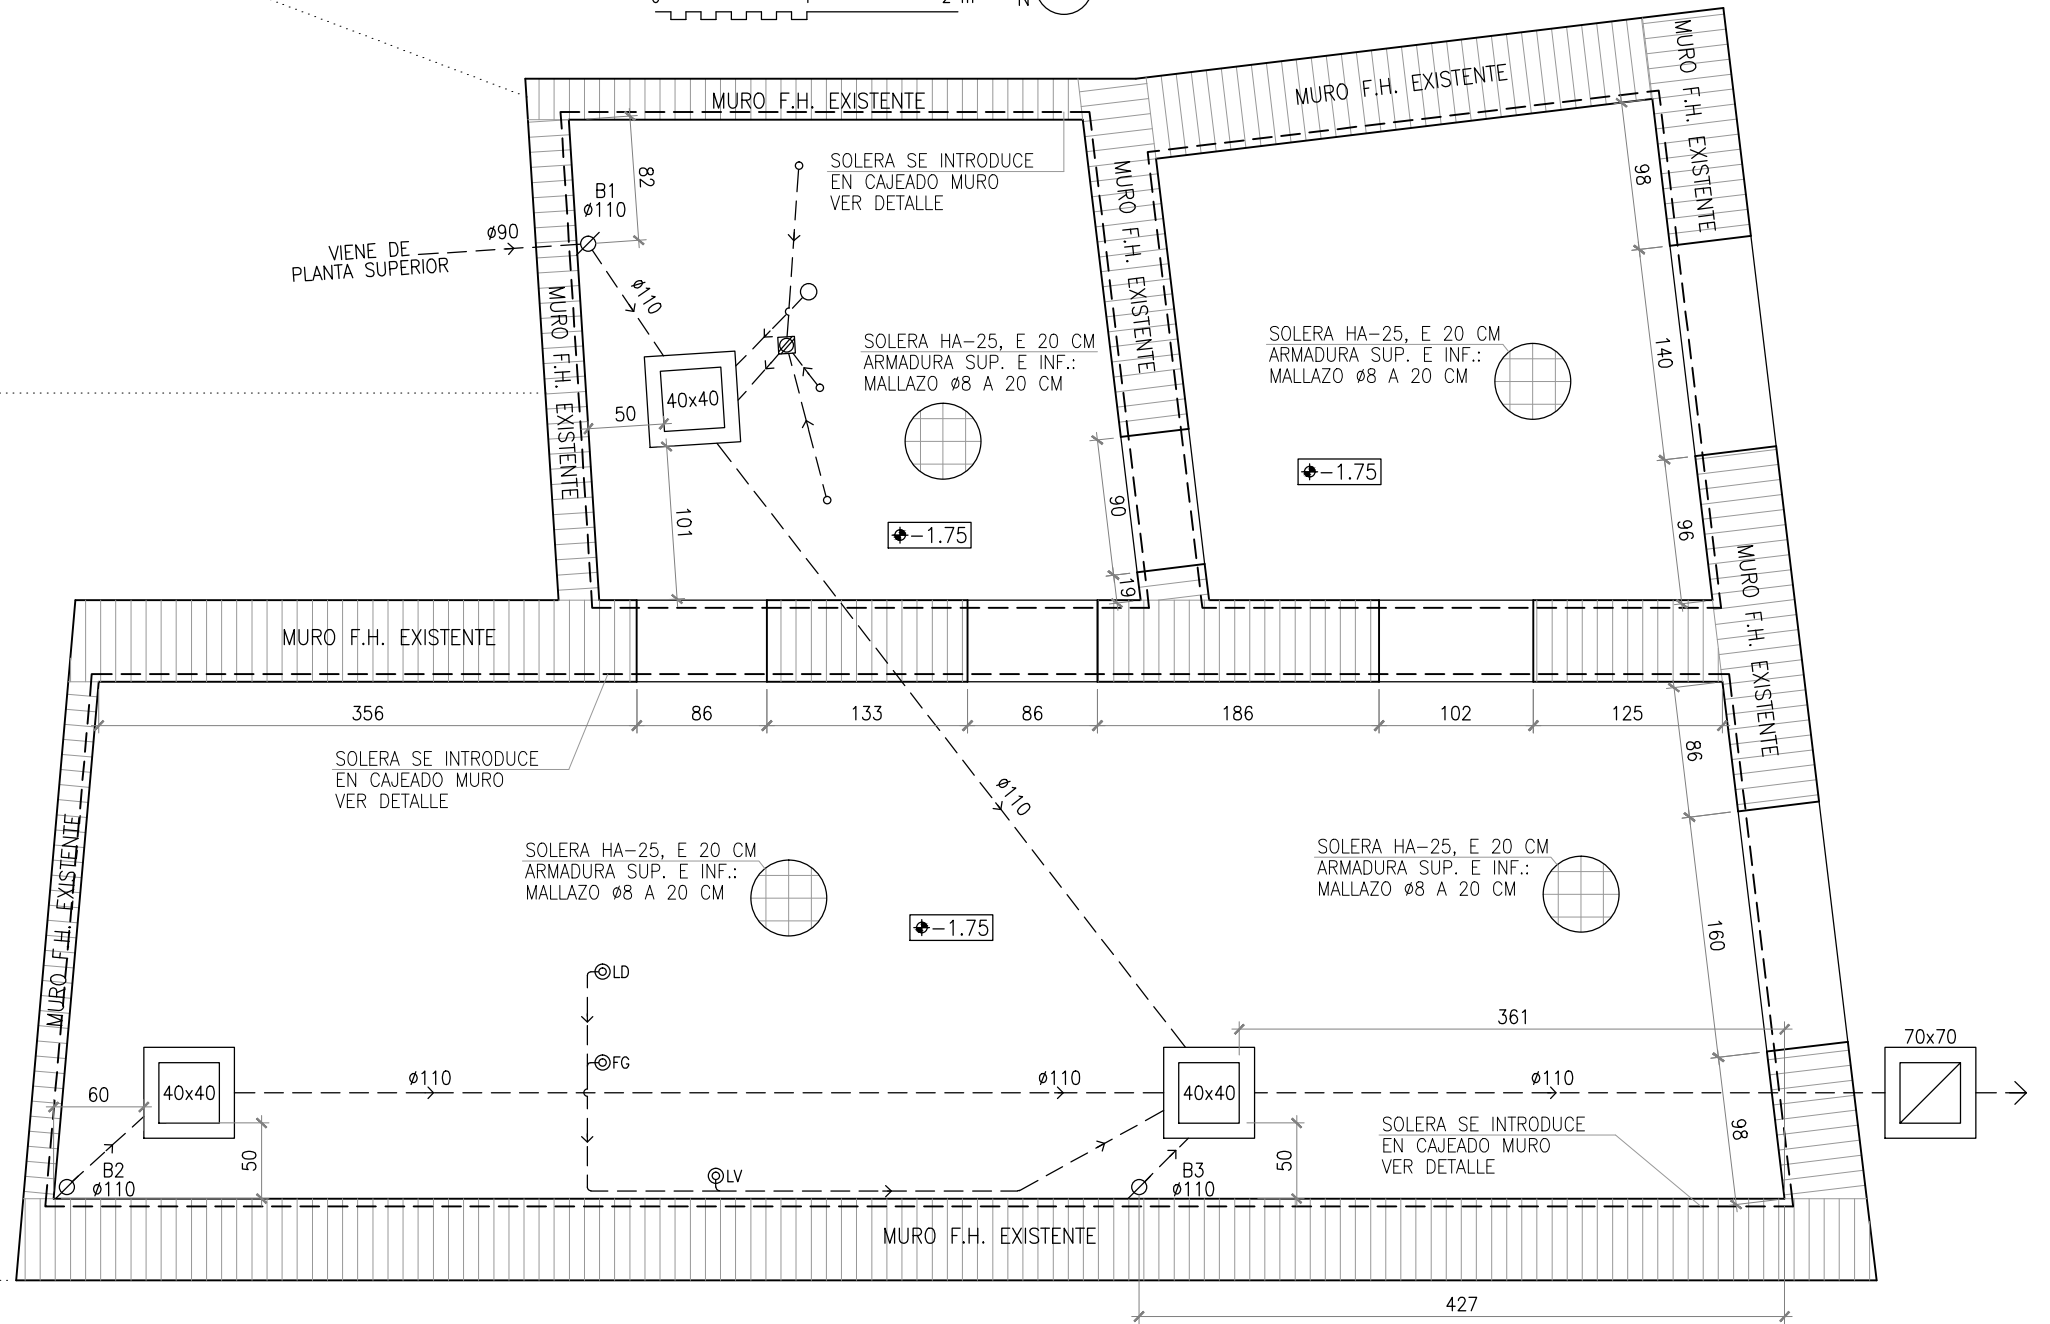 0 1 2 m
N
MURO F.H. EXISTENTE
MURO F.H. EXISTENTE
MURO F.H. EXISTENTE
SOLERA SE INTRODUCE
EN CAJEADO MURO
VER DETALLE
MURO F.H. EXISTENTE
82
98
B1
ø110
ø90
VIENE DE
PLANTA SUPERIOR
ø110
MURO F.H. EXISTENTE
SOLERA HA-25, E 20 CM
ARMADURA SUP. E INF.:
MALLAZO ø8 A 20 CM
SOLERA HA-25, E 20 CM
ARMADURA SUP. E INF.:
MALLAZO ø8 A 20 CM
140
40x40
50
-1.75
90
101
96
-1.75
19
MURO F.H. EXISTENTE
MURO F.H. EXISTENTE
356
86
133
86
186
102
125
86
SOLERA SE INTRODUCE
EN CAJEADO MURO
VER DETALLE
ø110
MURO F.H. EXISTENTE
SOLERA HA-25, E 20 CM
ARMADURA SUP. E INF.:
MALLAZO ø8 A 20 CM
SOLERA HA-25, E 20 CM
ARMADURA SUP. E INF.:
MALLAZO ø8 A 20 CM
-1.75
160
LD
361
70x70
FG
ø110
ø110
ø110
40x40
40x40
60
SOLERA SE INTRODUCE
EN CAJEADO MURO
VER DETALLE
98
50
50
B2
ø110
LV
B3
ø110
MURO F.H. EXISTENTE
427